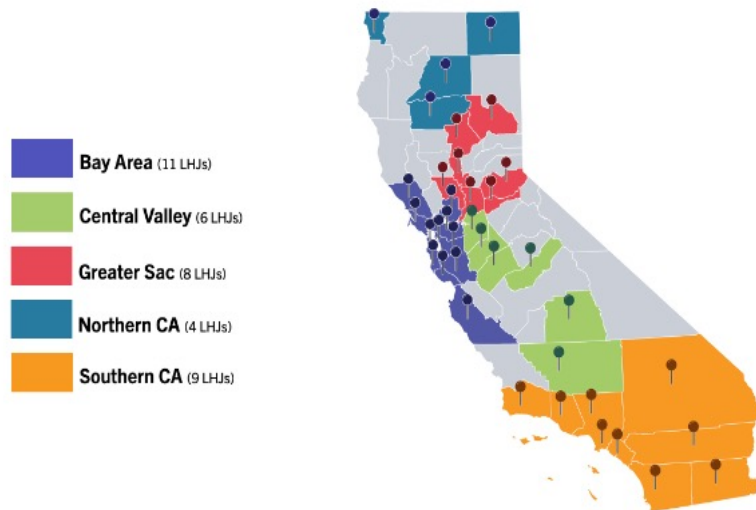 Bay Area (11 LHJs)
Central Valley (6 LHJs)
Greater Sac (8 LHJs)
Northern CA (4 LHJs)
Southern CA (9 LHJs)